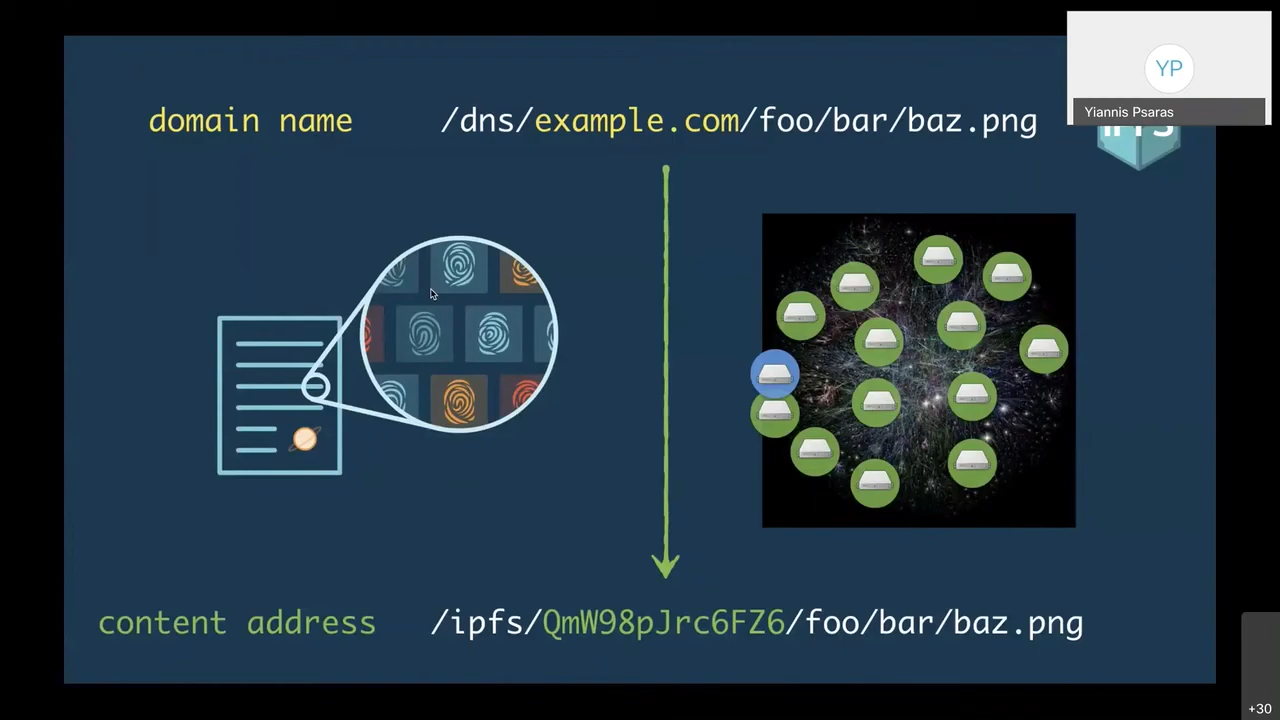 YP
Yiannis Psaras
domain name /dns/example.com/foo/bar/baz.png
IPFS
content address /ipfs/QmW98pJrc6FZ6/foo/bar/baz.png
+30